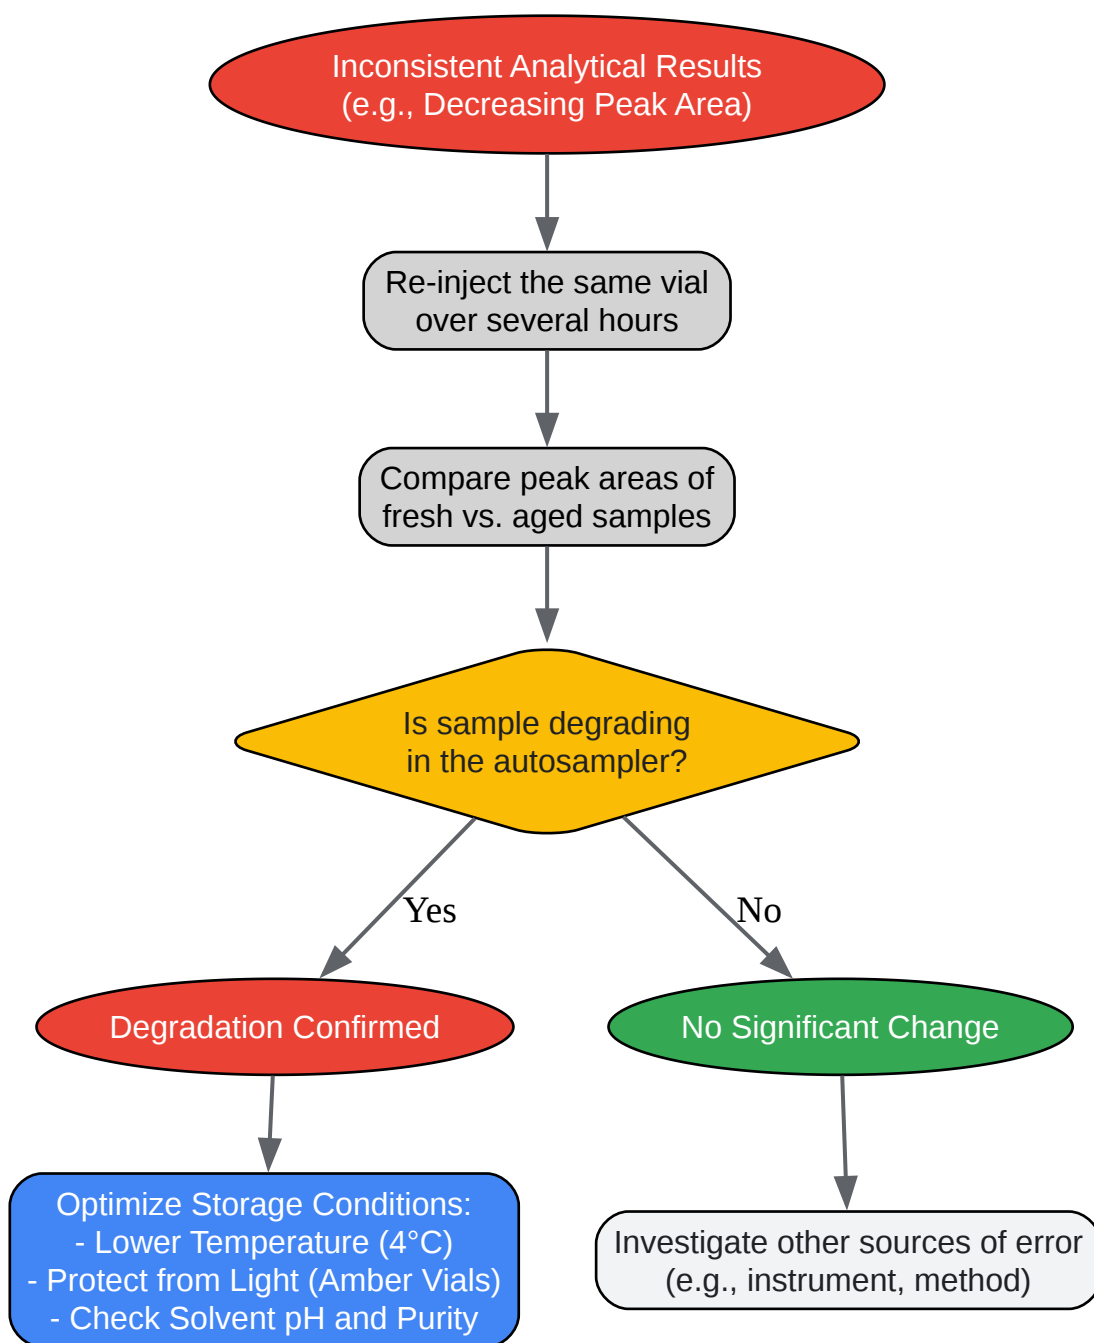 Inconsistent Analytical Results
(e.g., Decreasing Peak Area)
Re-inject the same vial
over several hours
Compare peak areas of
fresh vs. aged samples
Is sample degrading
in the autosampler?
Yes
No
Degradation Confirmed
No Significant Change
Optimize Storage Conditions:
- Lower Temperature (4°C)
- Protect from Light (Amber Vials)
- Check Solvent pH and Purity
Investigate other sources of error
(e.g., instrument, method)